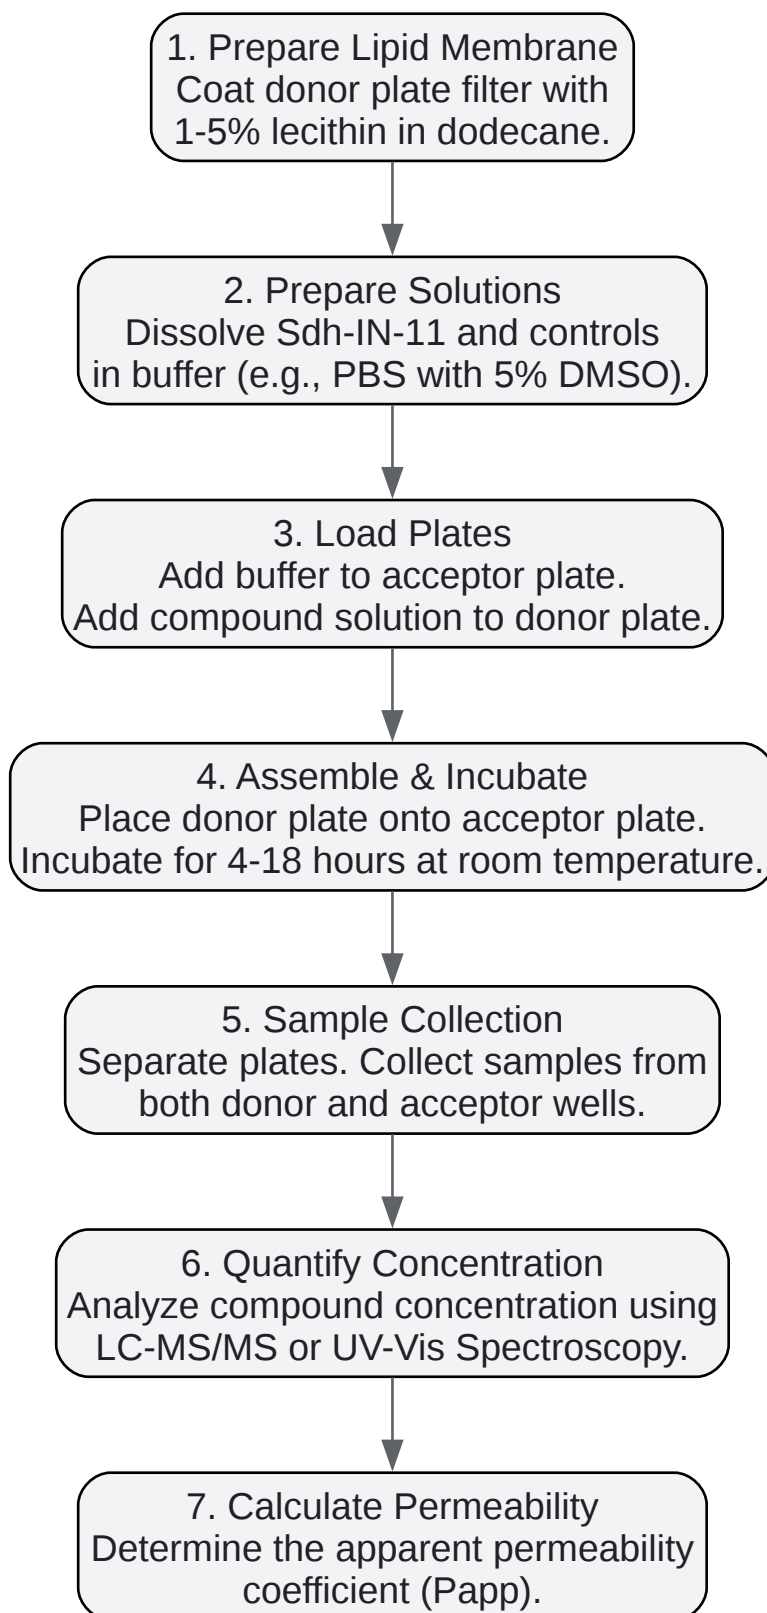 1. Prepare Lipid Membrane
Coat donor plate filter with
1-5% lecithin in dodecane.
2. Prepare Solutions
Dissolve Sdh-IN-11 and controls
in buffer (e.g., PBS with 5% DMSO).
3. Load Plates
Add buffer to acceptor plate.
Add compound solution to donor plate.
4. Assemble & Incubate
Place donor plate onto acceptor plate.
Incubate for 4-18 hours at room temperature.
5. Sample Collection
Separate plates. Collect samples from
both donor and acceptor wells.
6. Quantify Concentration
Analyze compound concentration using
LC-MS/MS or UV-Vis Spectroscopy.
7. Calculate Permeability
Determine the apparent permeability
coefficient (Papp).